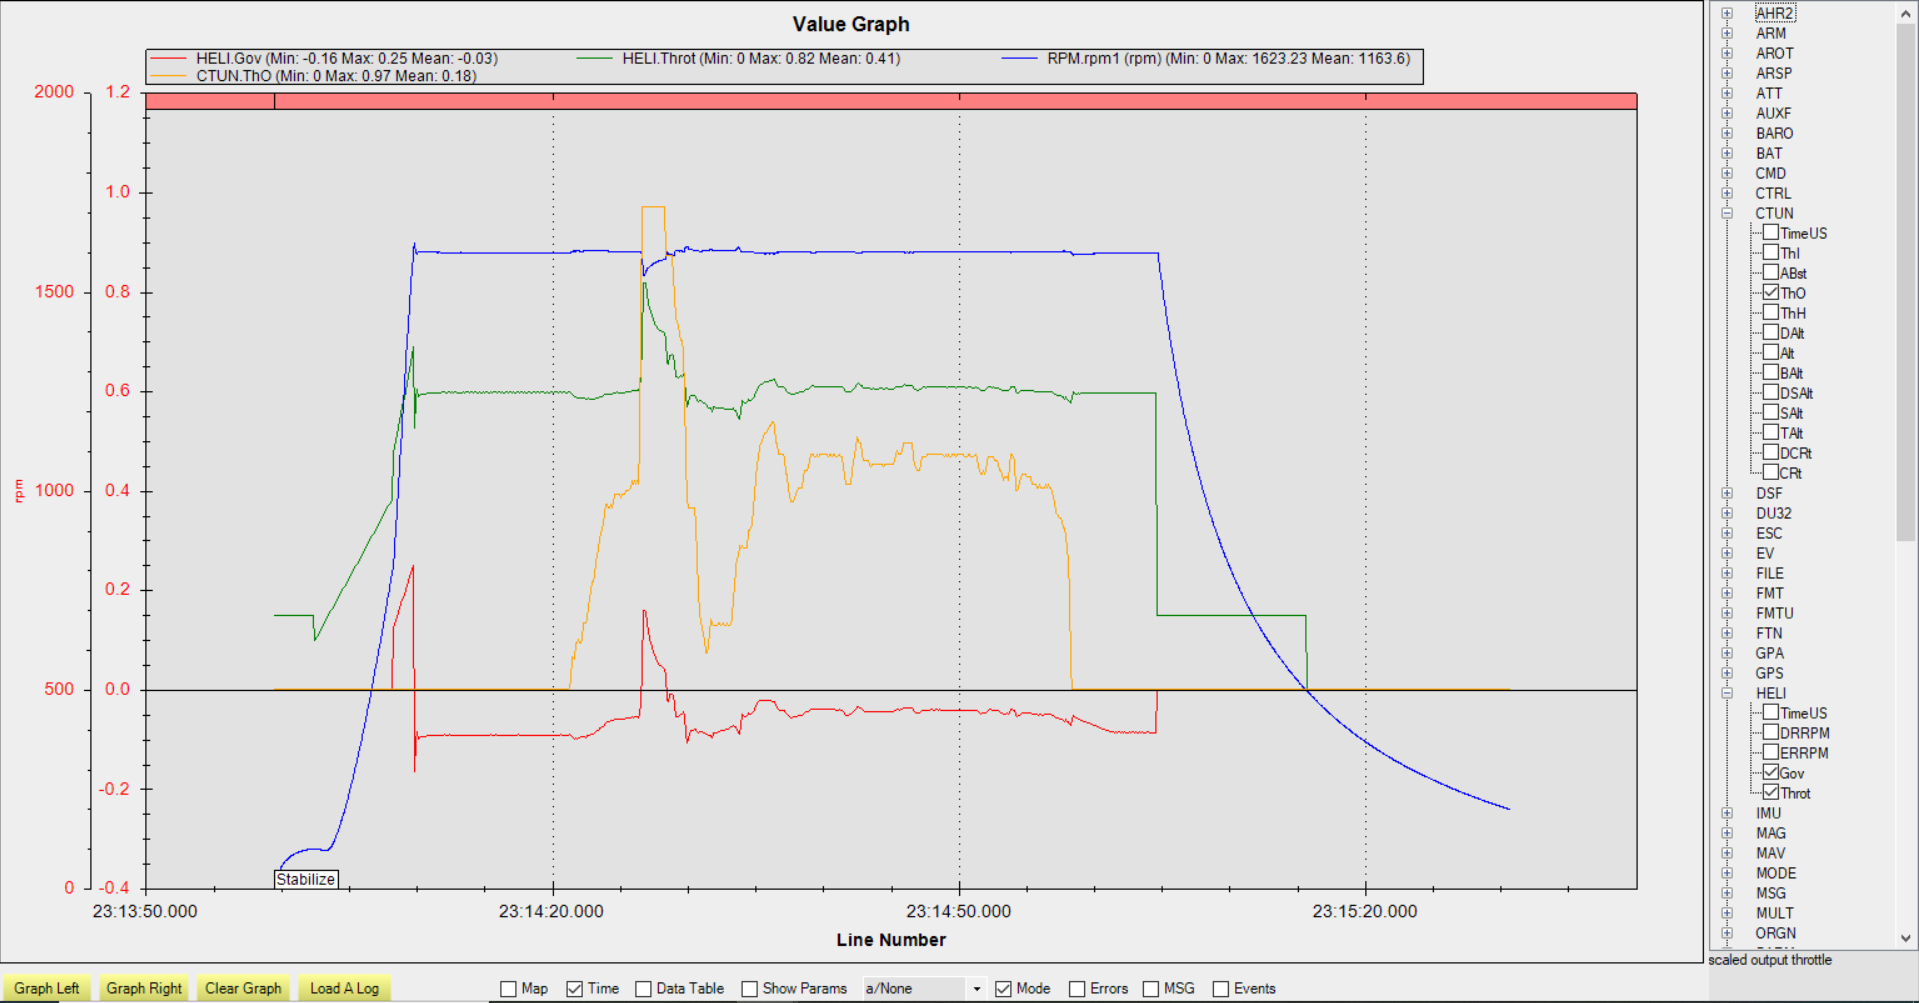 Value Graph
HELI.Gov (Min: -0.16 Max: 0.25 Mean: -0.03) HELI.Throt (Min: 0 Max: 0.82 Mean: 0.41) RPM.rpm1 (rpm) (Min: 0 Max: 1623.23 Mean: 1163.6)
CTUN.ThO (Min: 0 Max: 0.97 Mean: 0.18)
2000 1.2
1.0
1500 0.8
0.6
rpm
1000 0.4
0.2
500 0.0
-0.2
0 -0.4
Stabilize
23:13:50.000 23:14:20.000 23:14:50.000 23:15:20.000
Line Number
AHR2
ARM
AROT
ARSP
ATT
AUXF
BARO
BAT
CMD
CTRL
CTUN
TimeUS
ThI
ABst
ThO
ThH
DAlt
Alt
BAlt
DSAlt
SAlt
TAlt
DCRt
CRt
DSF
DU32
ESC
EV
FILE
FMT
FMTU
FTN
GPA
GPS
HELI
TimeUS
DRRPM
ERRPM
Gov
Throt
IMU
MAG
MAV
MODE
MSG
MULT
ORGN
scaled output throttle
Graph Left Graph Right Clear Graph Load A Log Map Time Data Table Show Params a/None Mode Errors MSG Events